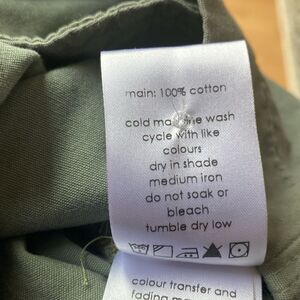 main: 100% cotton
cold machine wash
cycle with like
colours
dry in shade
medium iron
do not soak or
bleach
tumble dry low
colour transfer and
fading